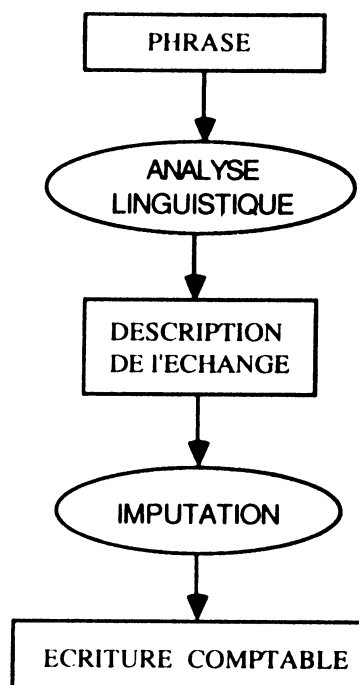 PHRASE
ANALYSE
LINGUISTIQUE
DESCRIPTION
DE l'ECHANGE
IMPUTATION
ECRITURE COMPTABLE